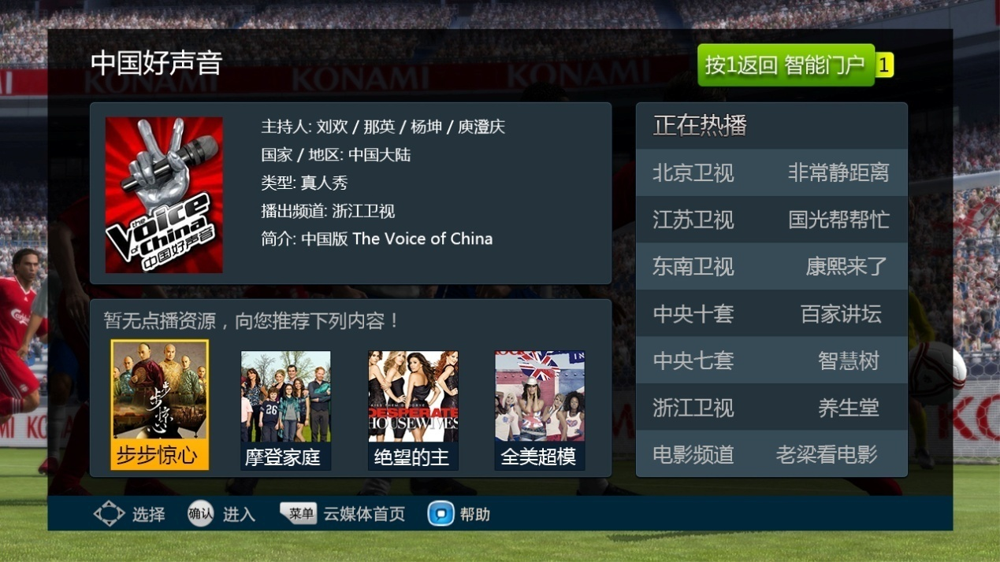 中国好声音
按1返回 智能门户 1
KONAMI KONAMI KONAMI
the Voice of China
中国好声音
主持人: 刘欢 / 那英 / 杨坤 / 庾澄庆
国家 / 地区: 中国大陆
类型: 真人秀
播出频道: 浙江卫视
简介: 中国版 The Voice of China
正在热播
北京卫视 非常静距离
江苏卫视 国光帮帮忙
东南卫视 康熙来了
中央十套 百家讲坛
中央七套 智慧树
浙江卫视 养生堂
电影频道 老梁看电影
暂无点播资源，向您推荐下列内容！
步步惊心
26
DESPERATE
HOUSEWIVES
步步惊心 摩登家庭 绝望的主 全美超模
选择 确认 进入 菜单 云媒体首页 帮助